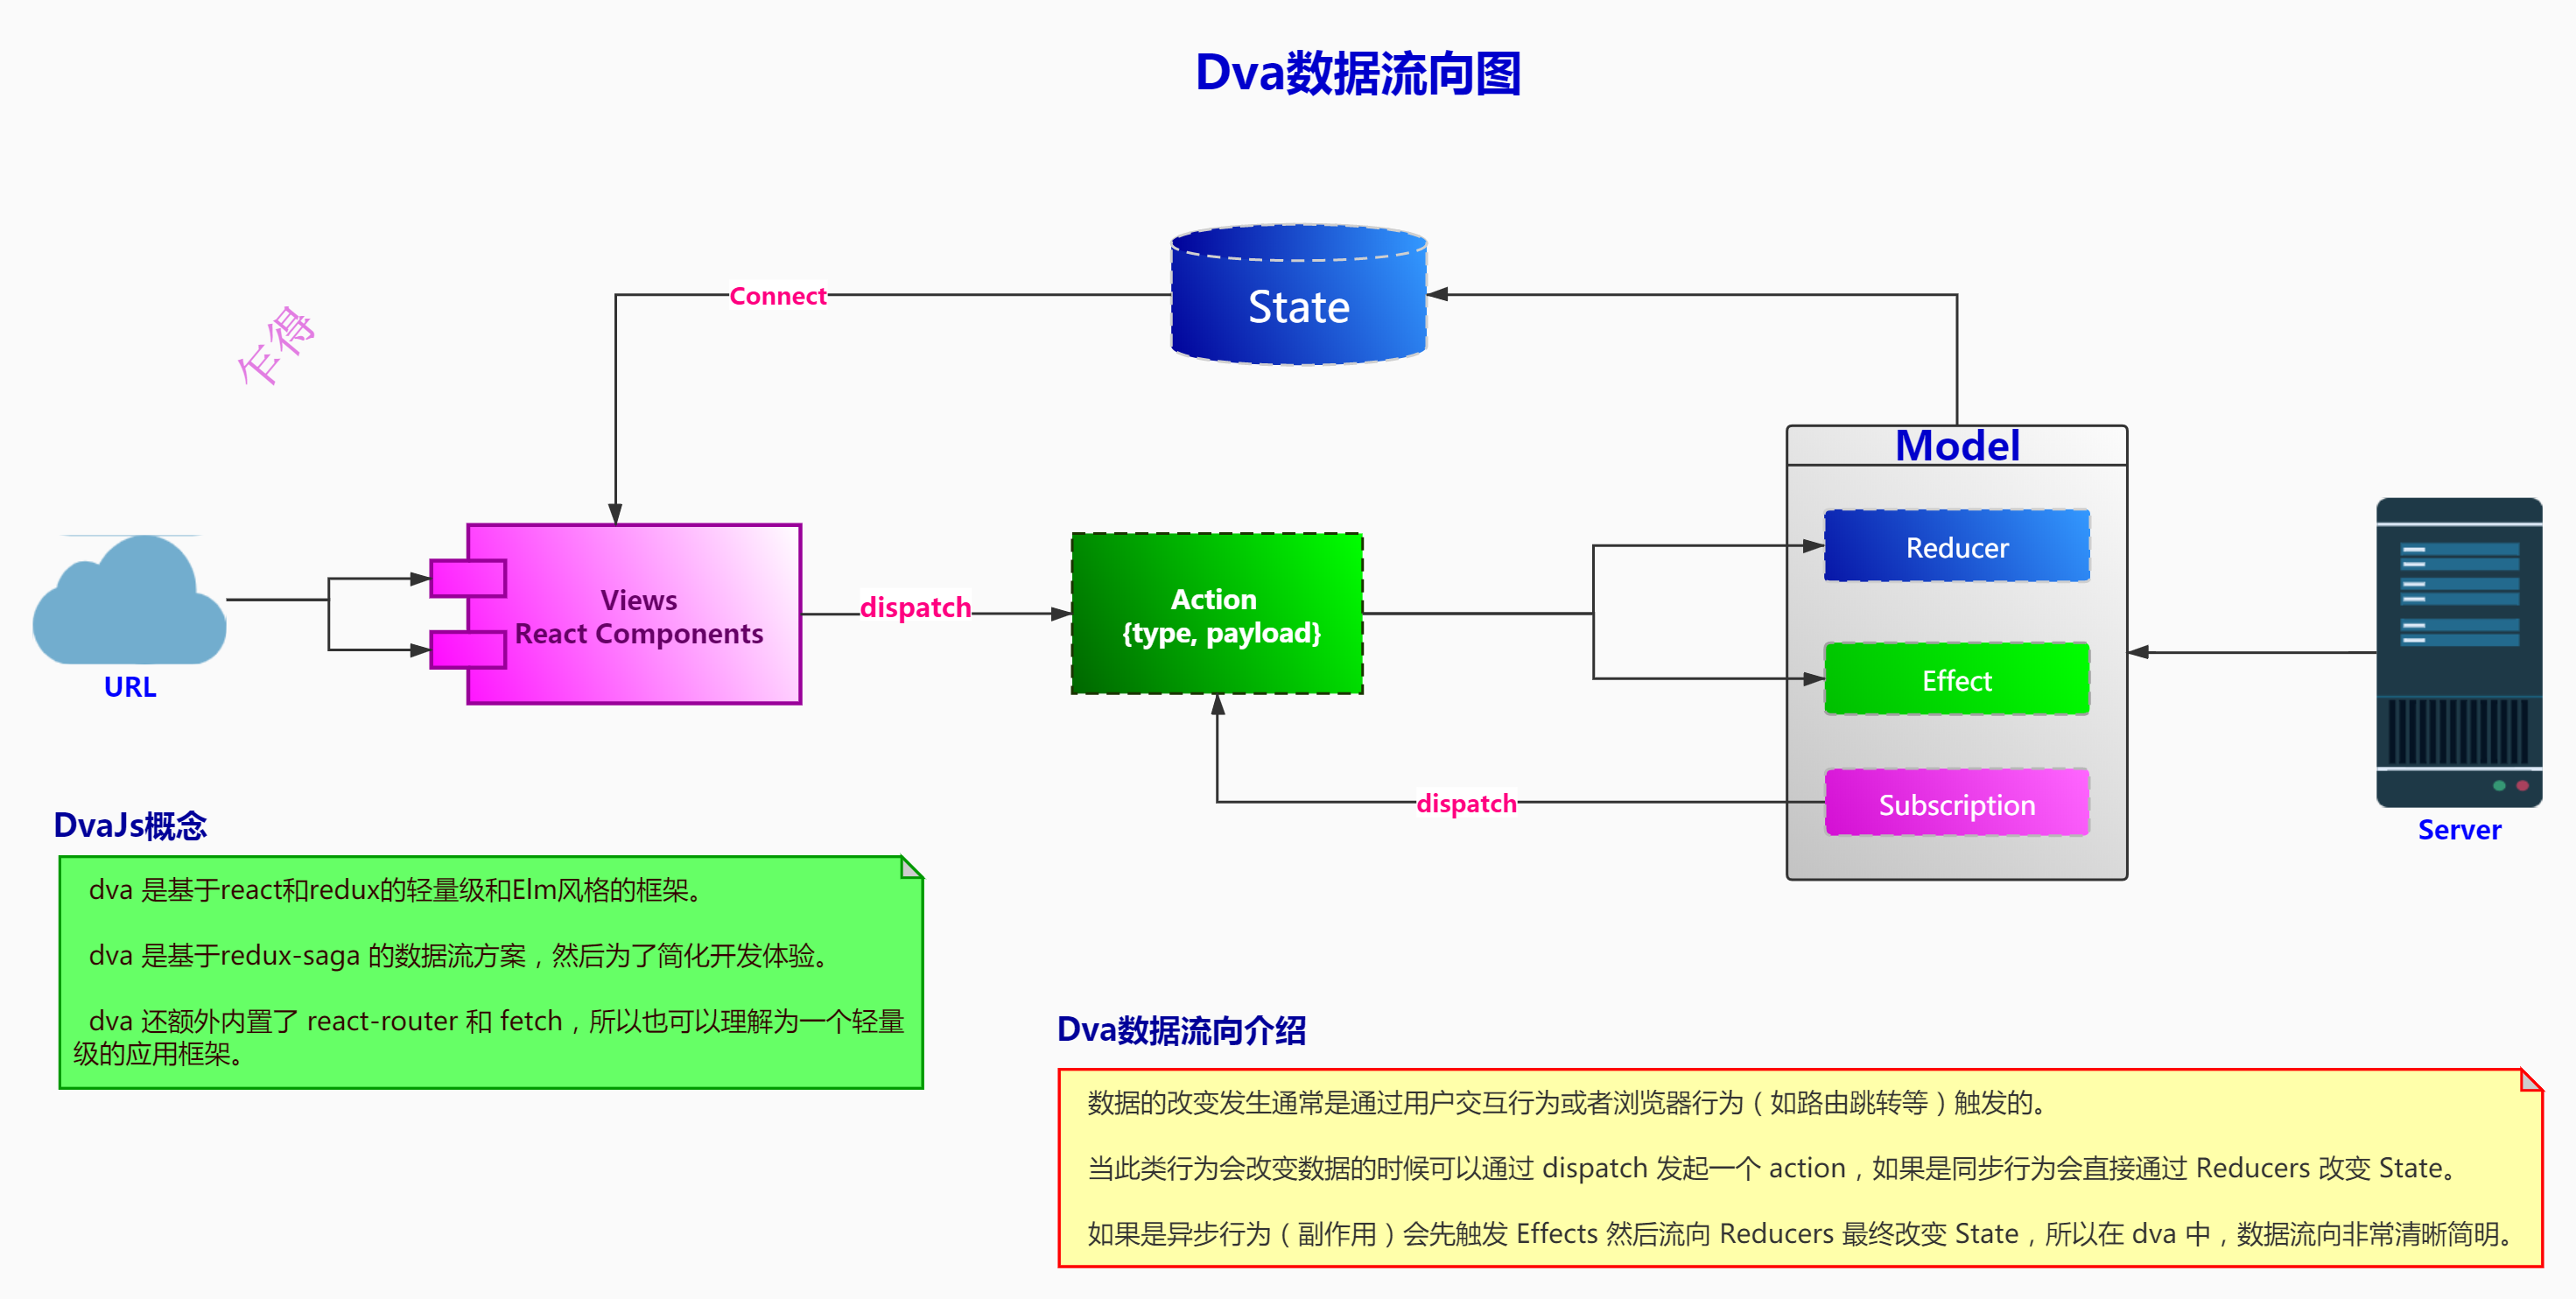 Dva数据流向图
State
Connect
乍得
Model
Reducer
Views
React Components
dispatch
Action
{type, payload}
Effect
URL
Subscription
dispatch
Server
DvaJs概念
dva 是基于react和redux的轻量级和Elm风格的框架。
dva 是基于redux-saga 的数据流方案，然后为了简化开发体验。
dva 还额外内置了 react-router 和 fetch，所以也可以理解为一个轻量
级的应用框架。
Dva数据流向介绍
数据的改变发生通常是通过用户交互行为或者浏览器行为（如路由跳转等）触发的。
当此类行为会改变数据的时候可以通过 dispatch 发起一个 action，如果是同步行为会直接通过 Reducers 改变 State。
如果是异步行为（副作用）会先触发 Effects 然后流向 Reducers 最终改变 State，所以在 dva 中，数据流向非常清晰简明。